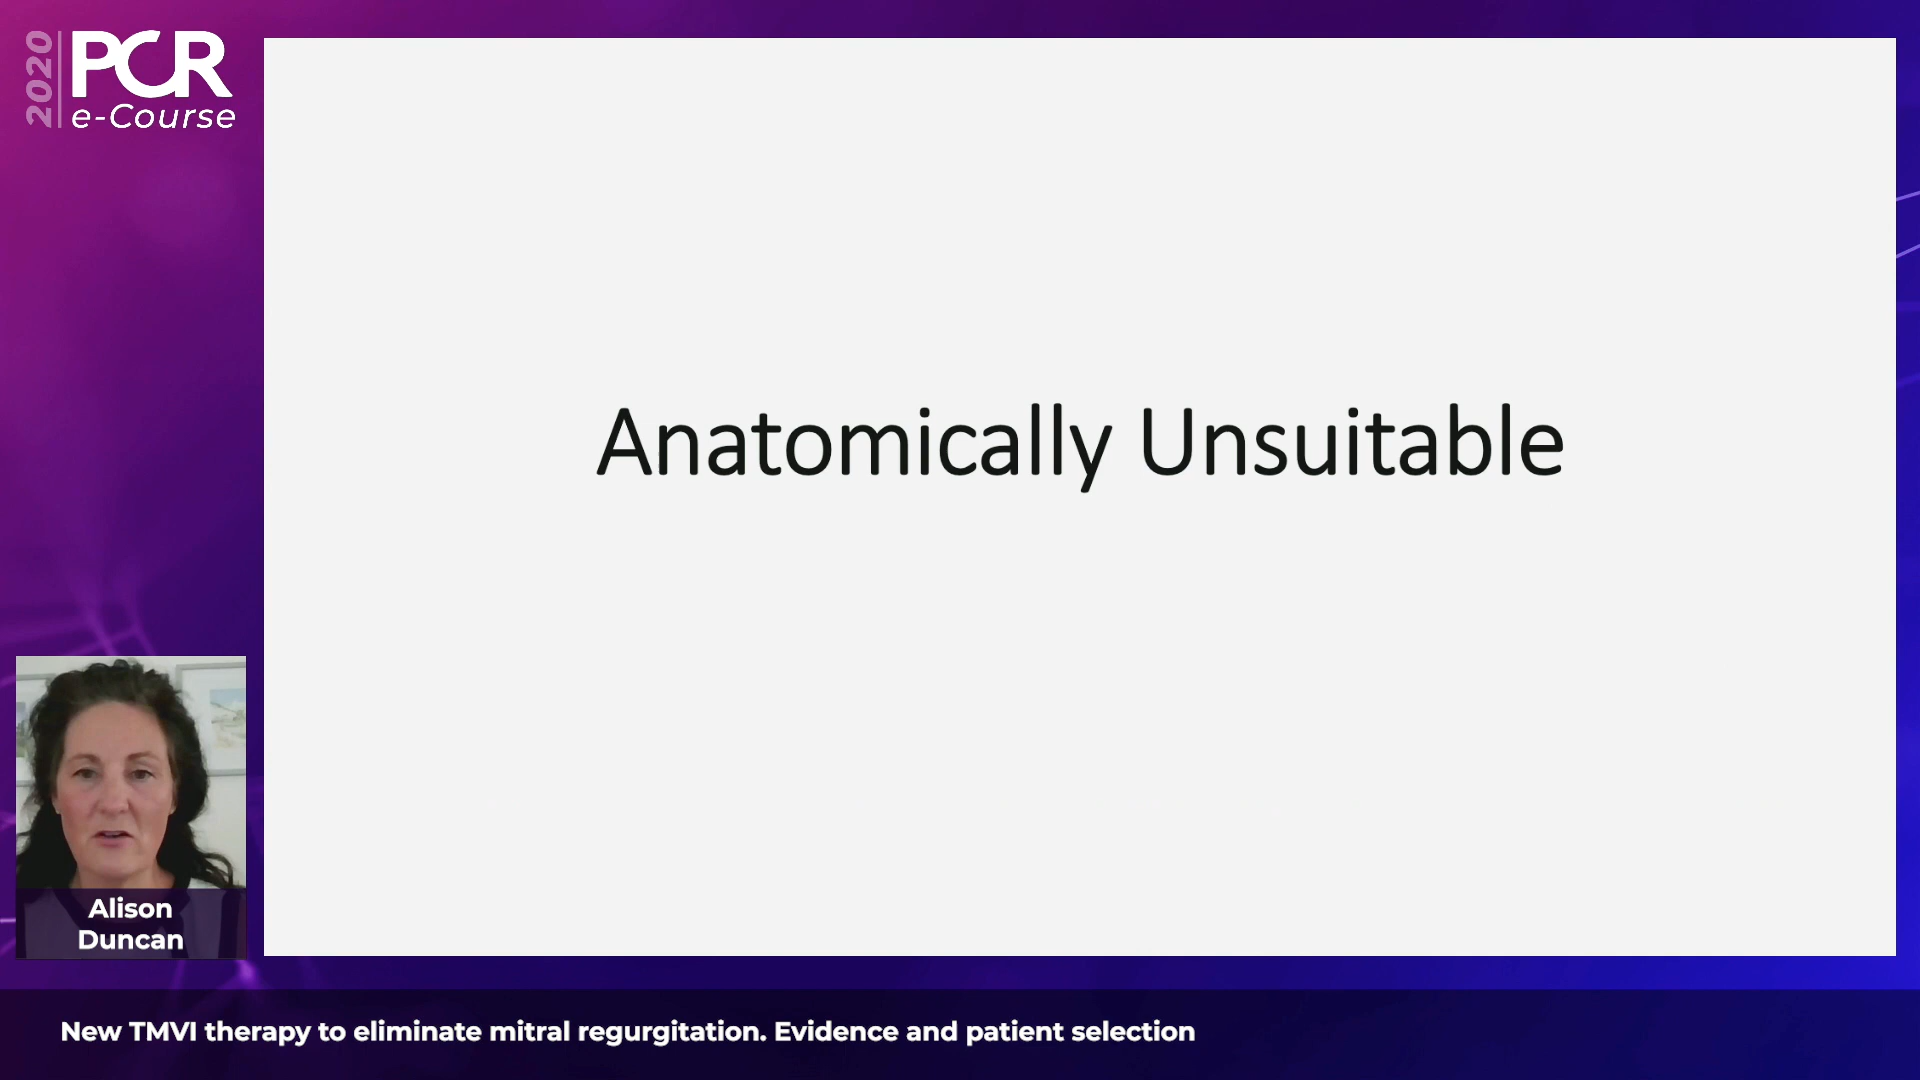 2020
PCR
e-Course
Anatomically Unsuitable
Alison
Duncan
New TMVI therapy to eliminate mitral regurgitation. Evidence and patient selection